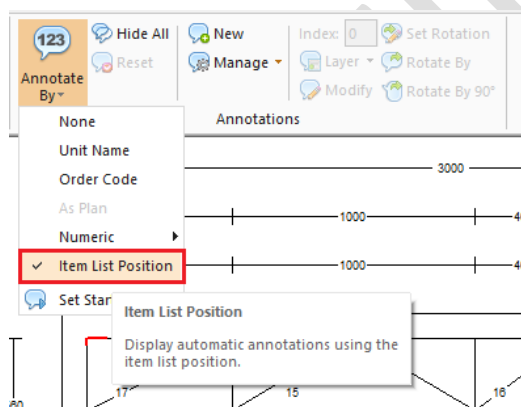 123 Hide All New Index: 0 Set Rotation
Reset Manage Layer Rotate By
Annotate By
Modify Rotate By 90°
Annotations
None
Unit Name
Order Code
As Plan
Numeric
✓ Item List Position
Set Star
Item List Position
Display automatic annotations using the
item list position.
3000
1000
40
1000
40
17
15
16
60